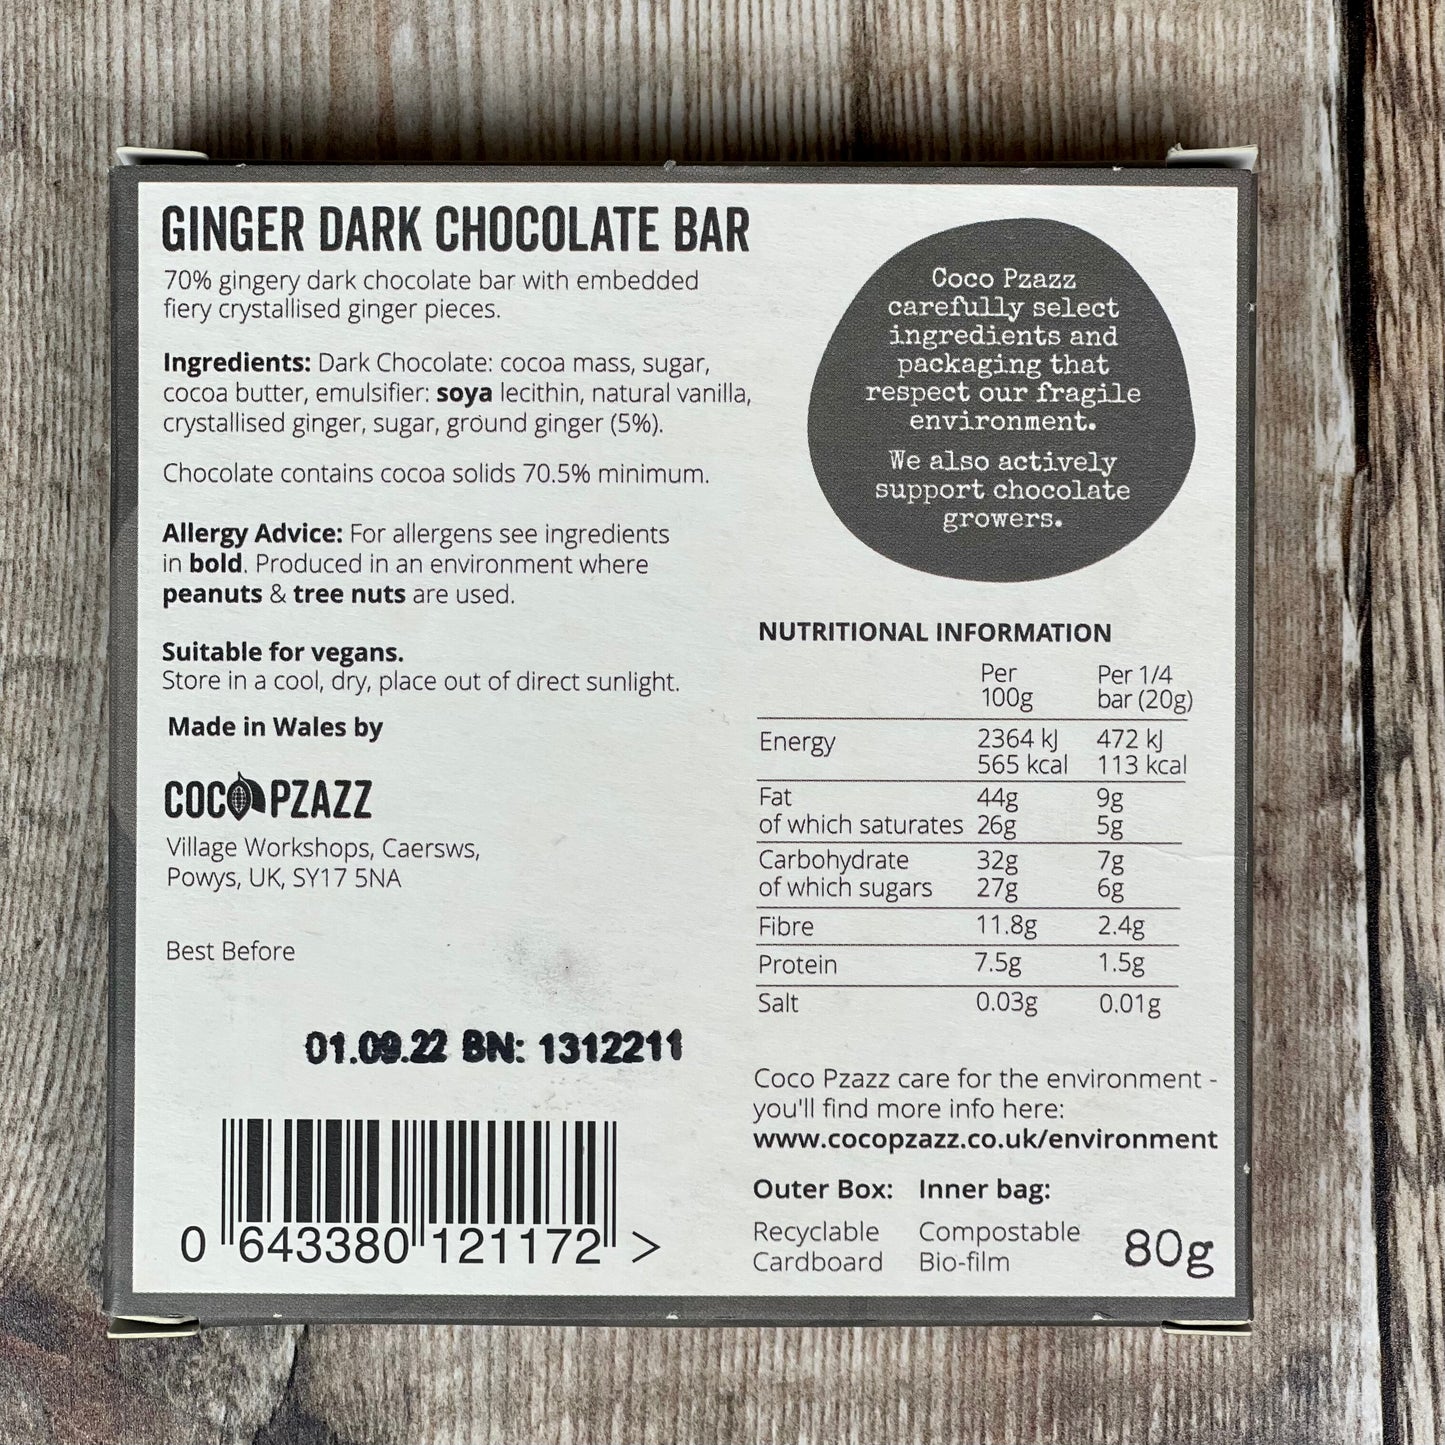 GINGER DARK CHOCOLATE BAR
70% gingery dark chocolate bar with embedded
fiery crystallised ginger pieces.
Ingredients: Dark Chocolate: cocoa mass, sugar,
cocoa butter, emulsifier: soya lecithin, natural vanilla,
crystallised ginger, sugar, ground ginger (5%).
Chocolate contains cocoa solids 70.5% minimum.
Allergy Advice: For allergens see ingredients
in bold. Produced in an environment where
peanuts & tree nuts are used.
Suitable for vegans.
Store in a cool, dry, place out of direct sunlight.
Made in Wales by
COCO PZAZZ
Village Workshops, Caersws,
Powys, UK, SY17 5NA
Best Before
01.09.22 BN: 1312211
0 643380 121172 >
Coco Pzazz
carefully select
ingredients and
packaging that
respect our fragile
environment.
We also actively
support chocolate
growers.
NUTRITIONAL INFORMATION
Per Per 1/4
100g bar (20g)
Energy 2364 kJ 472 kJ
565 kcal 113 kcal
Fat 44g 9g
of which saturates 26g 5g
Carbohydrate 32g 7g
of which sugars 27g 6g
Fibre 11.8g 2.4g
Protein 7.5g 1.5g
Salt 0.03g 0.01g
Coco Pzazz care for the environment -
you'll find more info here:
www.cocopzazz.co.uk/environment
Outer Box: Inner bag:
Recyclable Compostable
Cardboard Bio-film
80g